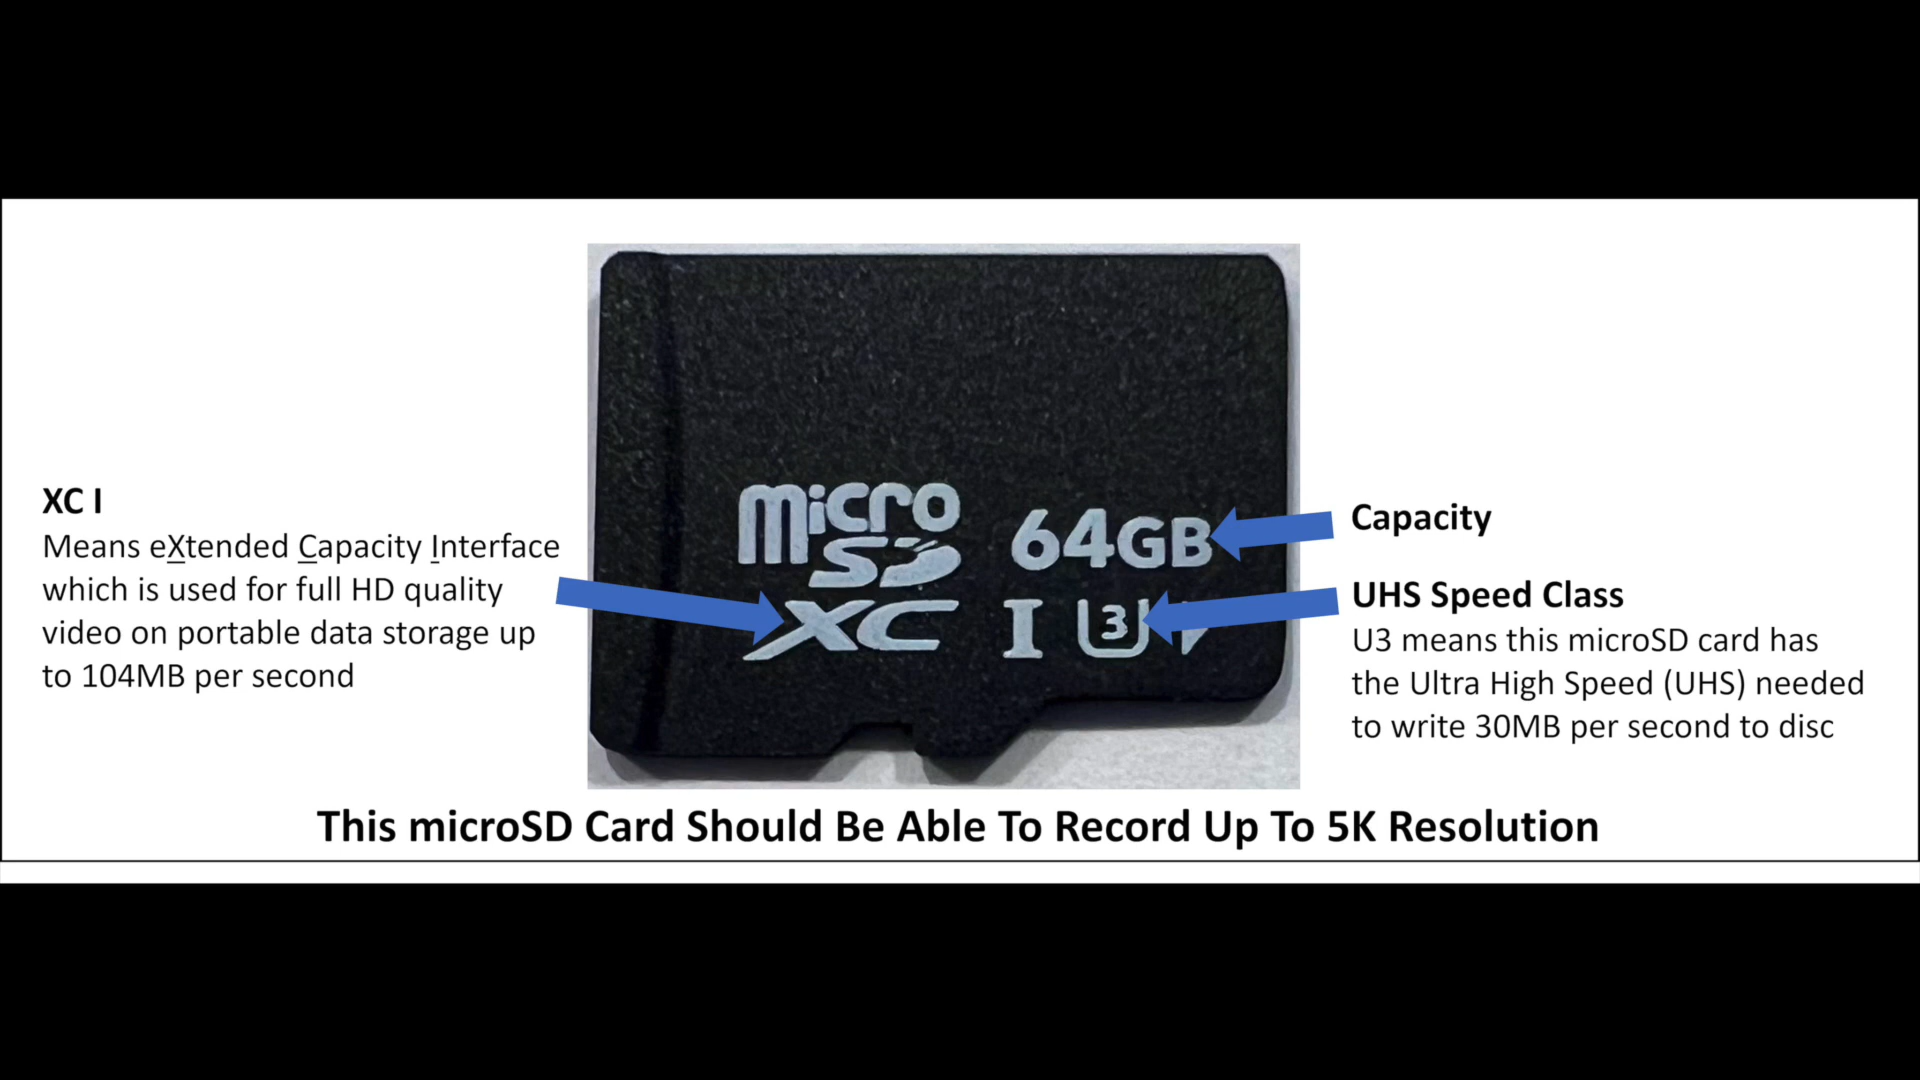 XC I
Means eXtended Capacity Interface
which is used for full HD quality
video on portable data storage up
to 104MB per second
micro
SD
XC I 3
64GB
Capacity
UHS Speed Class
U3 means this microSD card has
the Ultra High Speed (UHS) needed
to write 30MB per second to disc
This microSD Card Should Be Able To Record Up To 5K Resolution